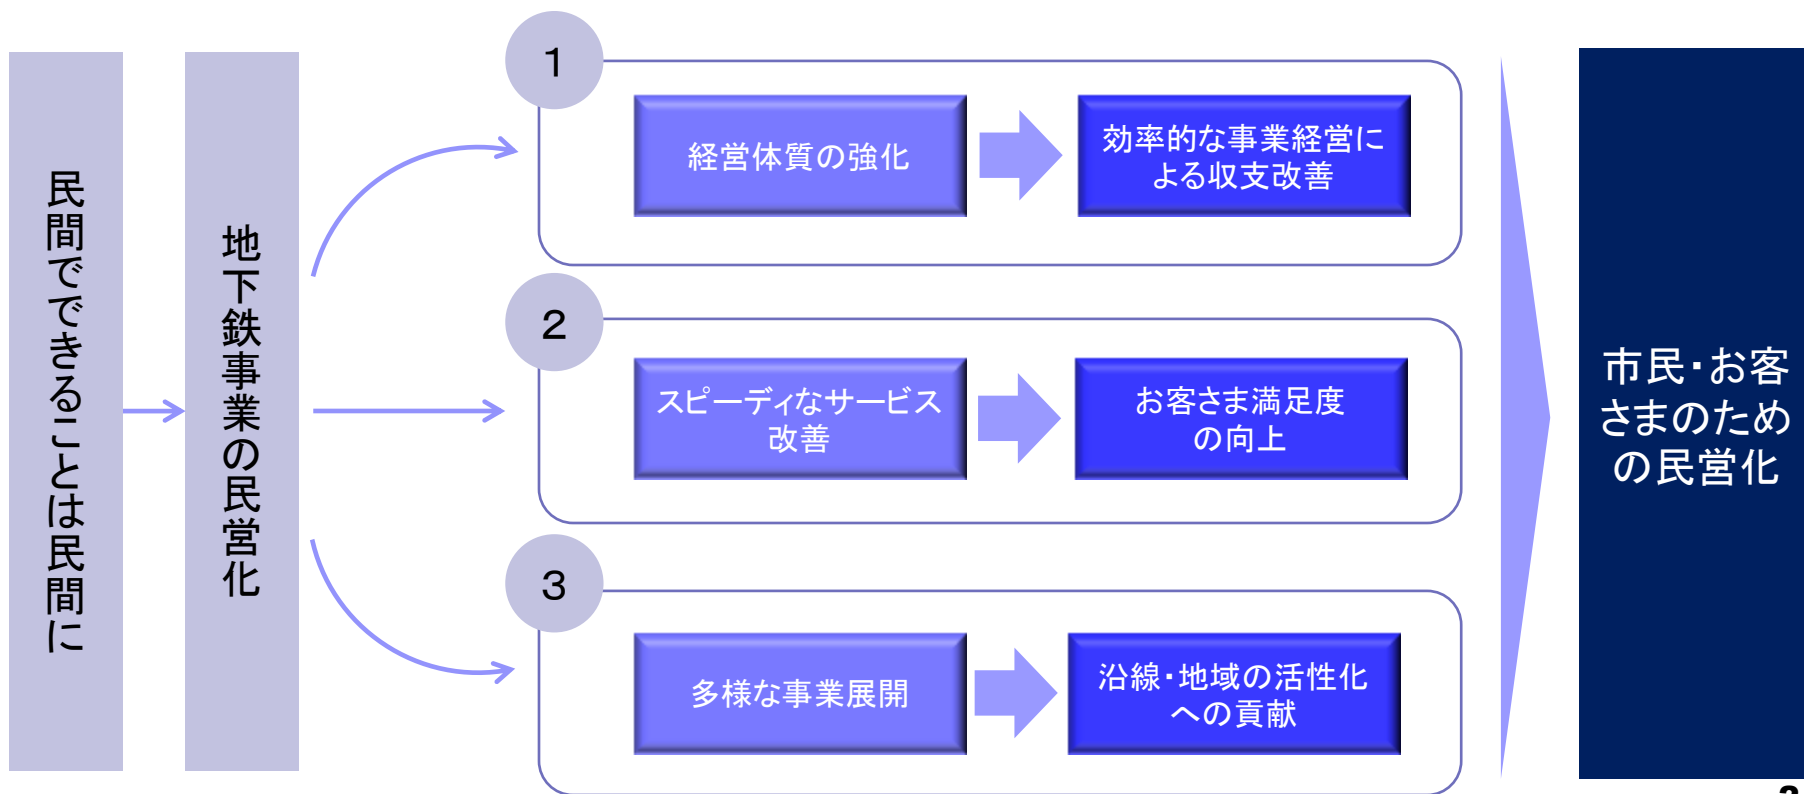 民間でできることは民間に
地下鉄事業の民営化
１
経営体質の強化
効率的な事業経営に
よる収支改善
２
スピーディなサービス
改善
お客さま満足度
の向上
３
多様な事業展開
沿線・地域の活性化
への貢献
市民・お客
さまのため
の民営化